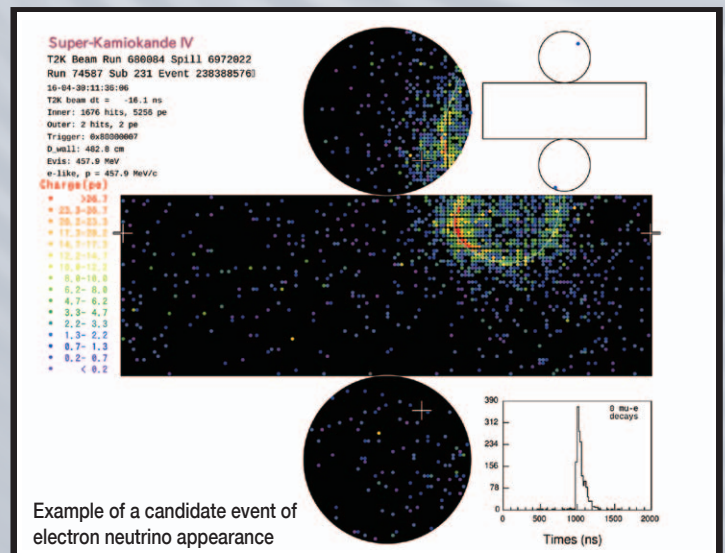 Super-Kamiokande IV
T2K Beam Run 680084 Spill 6972022
Run 74587 Sub 231 Event 238388576
16-04-30:11:36:06
T2K beam dt = -16.1 ns
Inner: 1676 hits, 5256 pe
Outer: 2 hits, 2 pe
Trigger: 0x80000007
D_wall: 402.8 cm
Evis: 457.9 MeV
e-like, p = 457.9 MeV/c
Charge(pe)
>26.7
23.3-26.7
20.2-23.3
17.3-20.2
14.7-17.3
12.2-14.7
10.0-12.2
8.0-10.0
6.2- 8.0
4.7- 6.2
3.3- 4.7
2.2- 3.3
1.3- 2.2
0.7- 1.3
0.2- 0.7
< 0.2
390
0 mu-e
decays
312
234
156
78
0
0 500 1000 1500 2000
Times (ns)
Example of a candidate event of
electron neutrino appearance